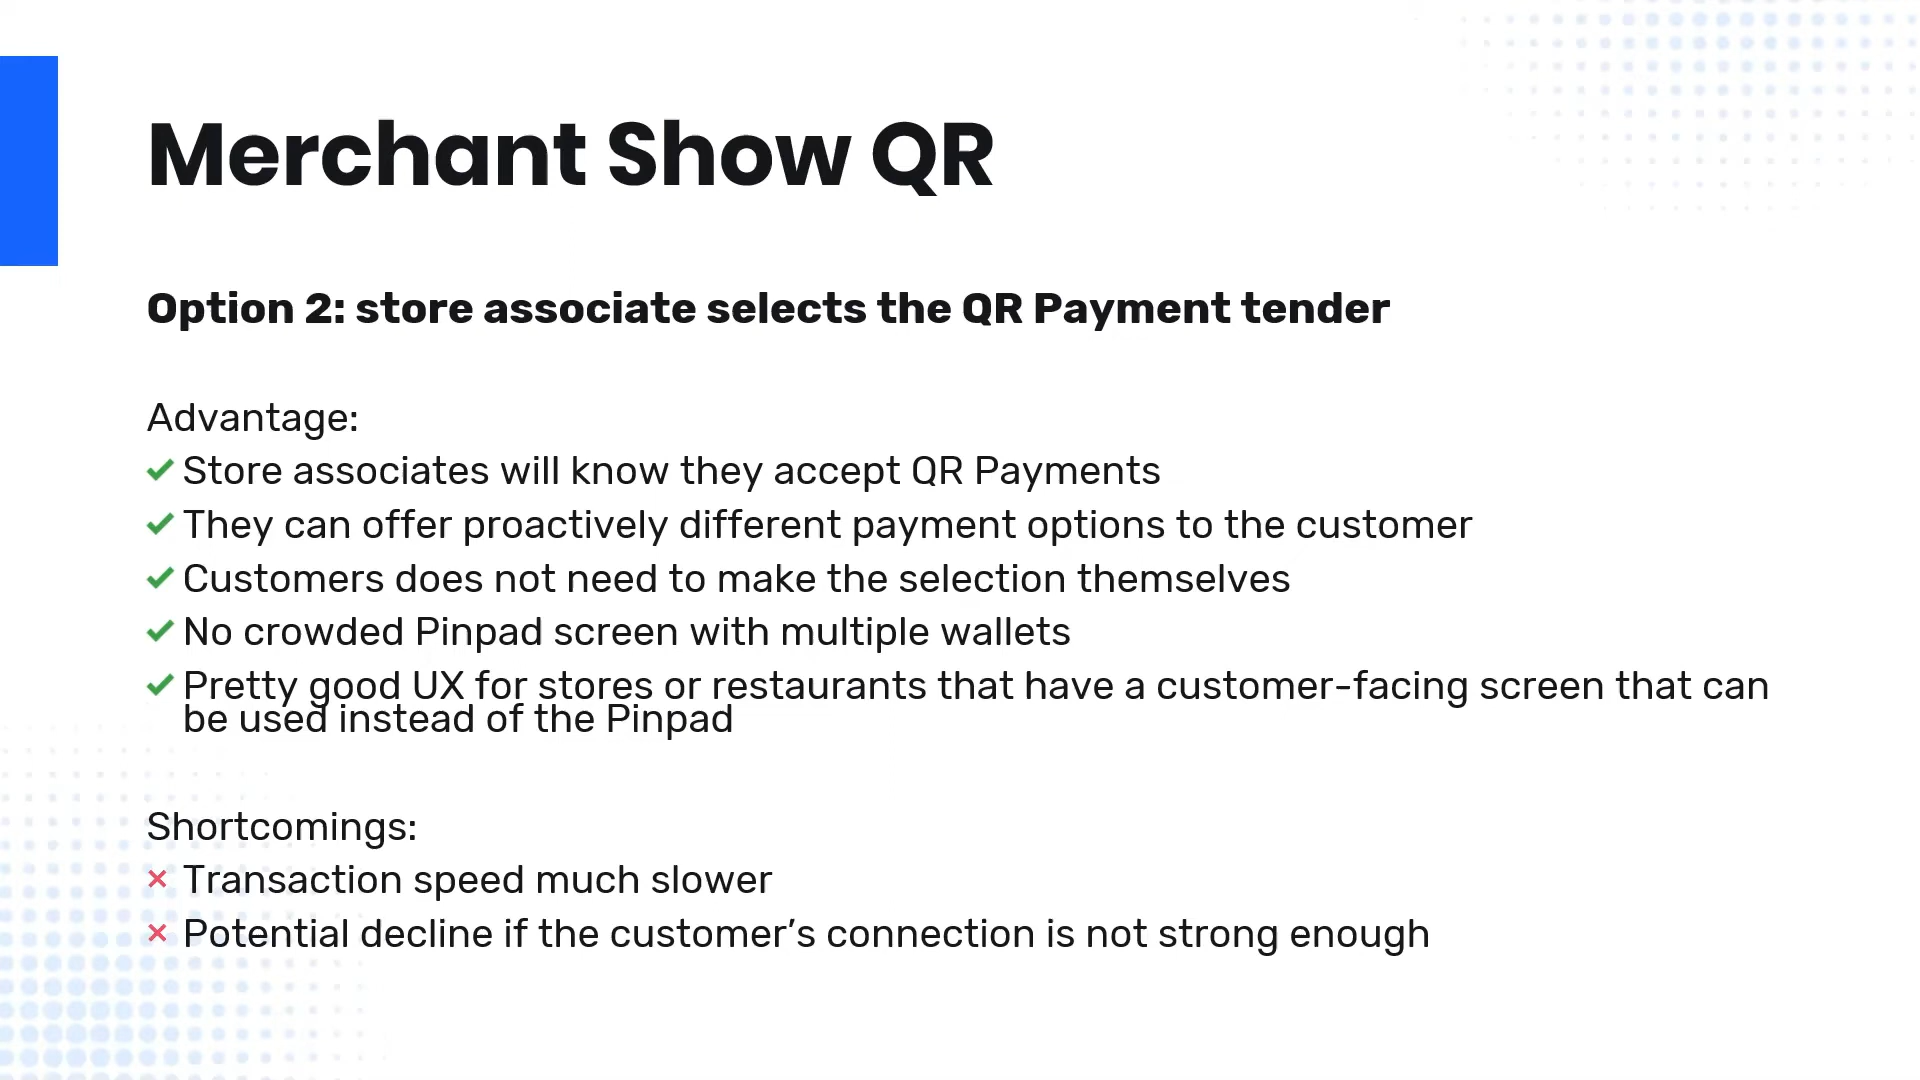 Merchant Show QR
Option 2: store associate selects the QR Payment tender
Advantage:
Store associates will know they accept QR Payments
They can offer proactively different payment options to the customer
Customers does not need to make the selection themselves
No crowded Pinpad screen with multiple wallets
Pretty good UX for stores or restaurants that have a customer-facing screen that can
be used instead of the Pinpad
Shortcomings:
Transaction speed much slower
Potential decline if the customer’s connection is not strong enough